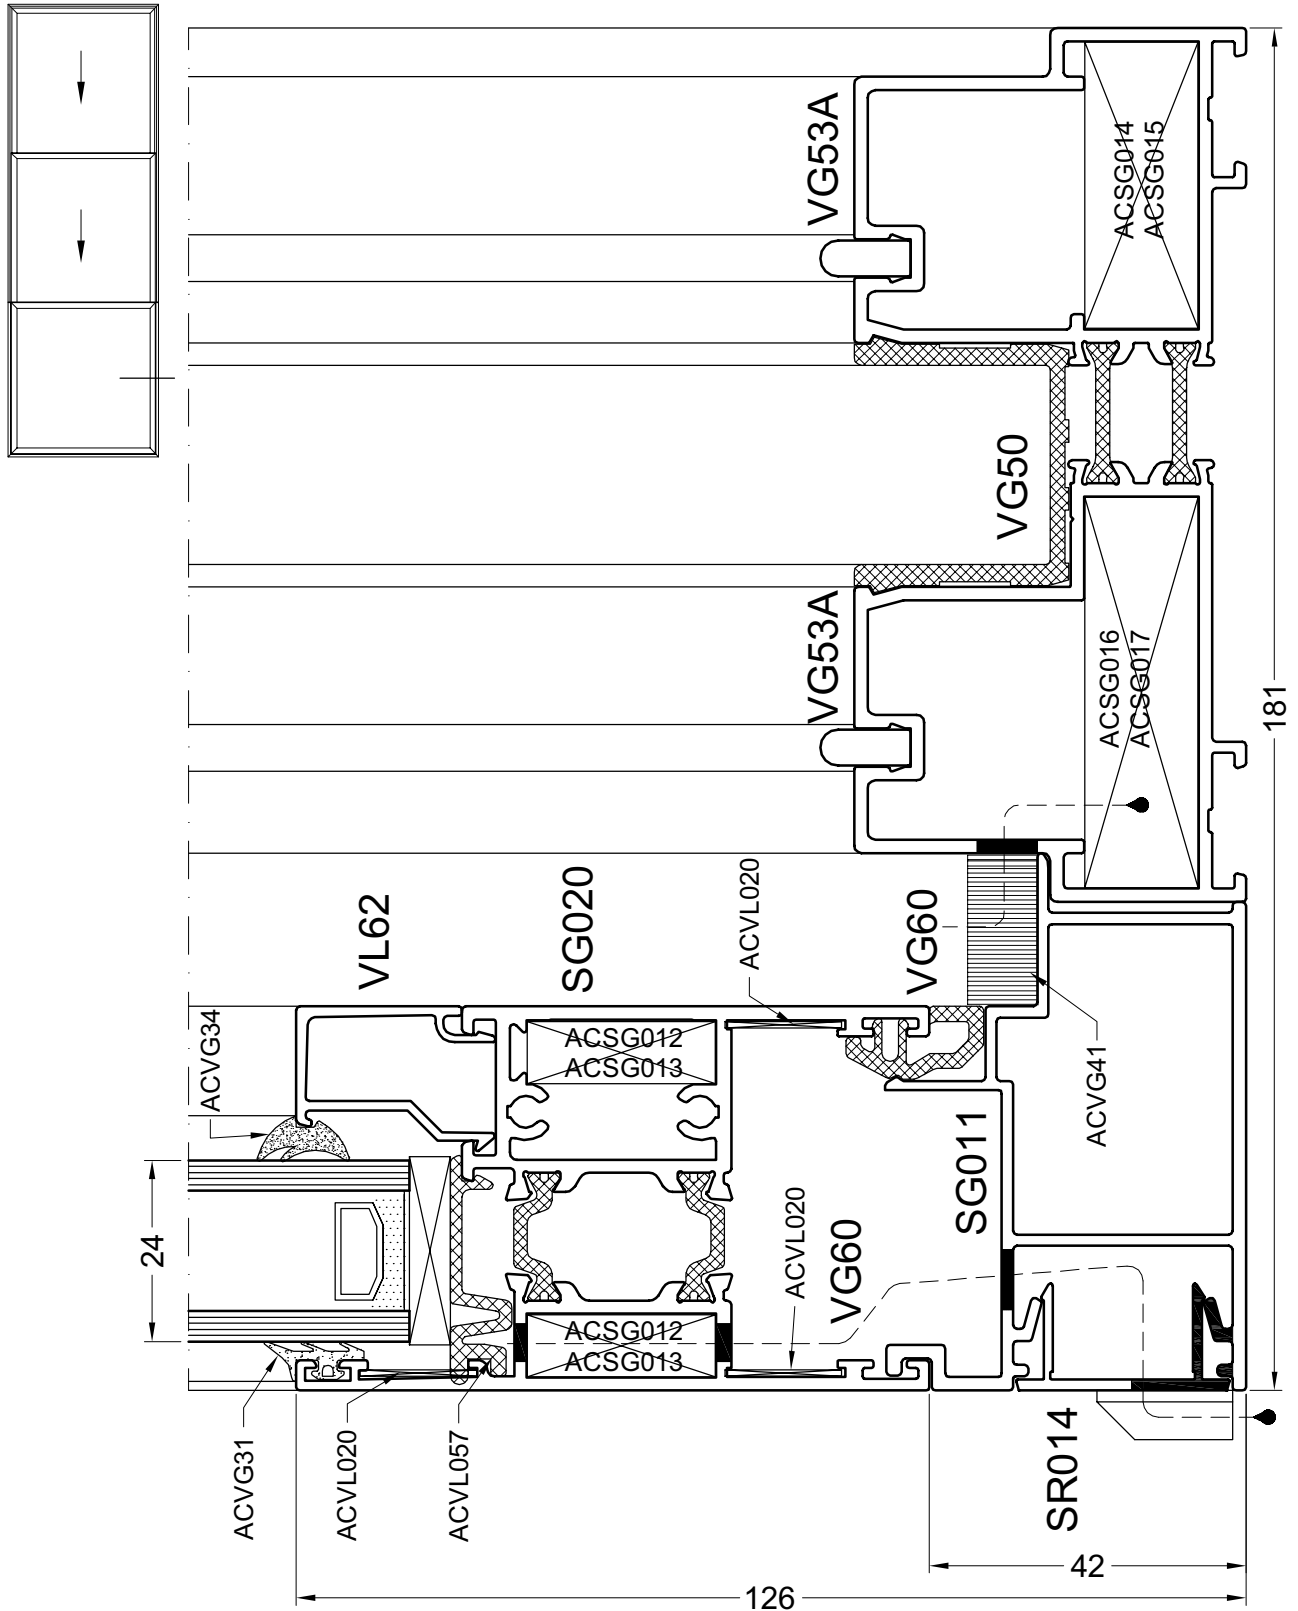 VG53A
ACSG014
ACSG015
VG50
VG53A
ACSG016
ACSG017
181
VL62
SG020
ACVL020
VG60
ACVG34
ACSG012
ACSG013
ACVG41
SG011
24
ACVL020
VG60
ACSG012
ACSG013
ACVG31
ACVL020
ACVL057
SR014
42
126